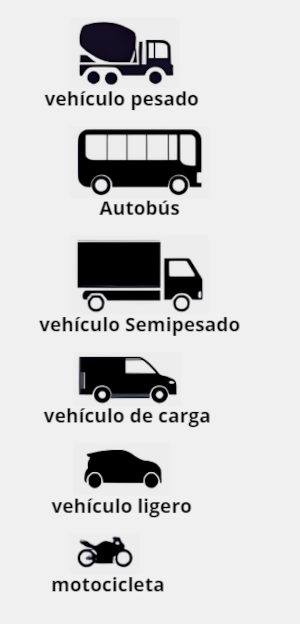 vehículo pesado
Autobús
vehículo Semipesado
vehículo de carga
vehículo ligero
motocicleta